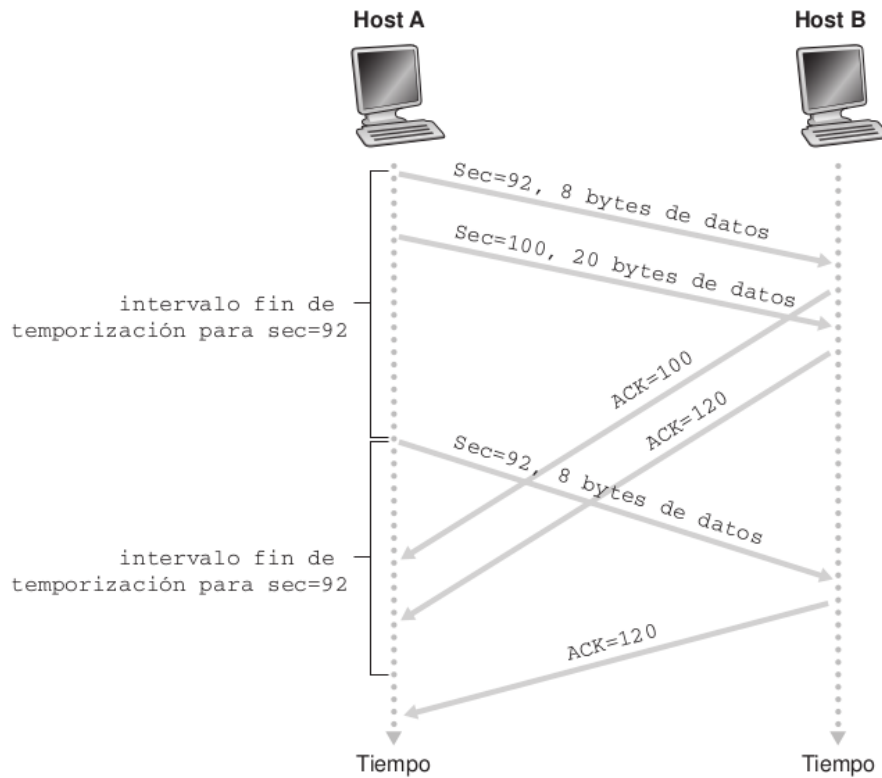 Host A
Host B
Sec=92, 8 bytes de datos
Sec=100, 20 bytes de datos
intervalo fin de
temporización para sec=92
ACK=100
ACK=120
Sec=92, 8 bytes de datos
intervalo fin de
temporización para sec=92
ACK=120
Tiempo
Tiempo